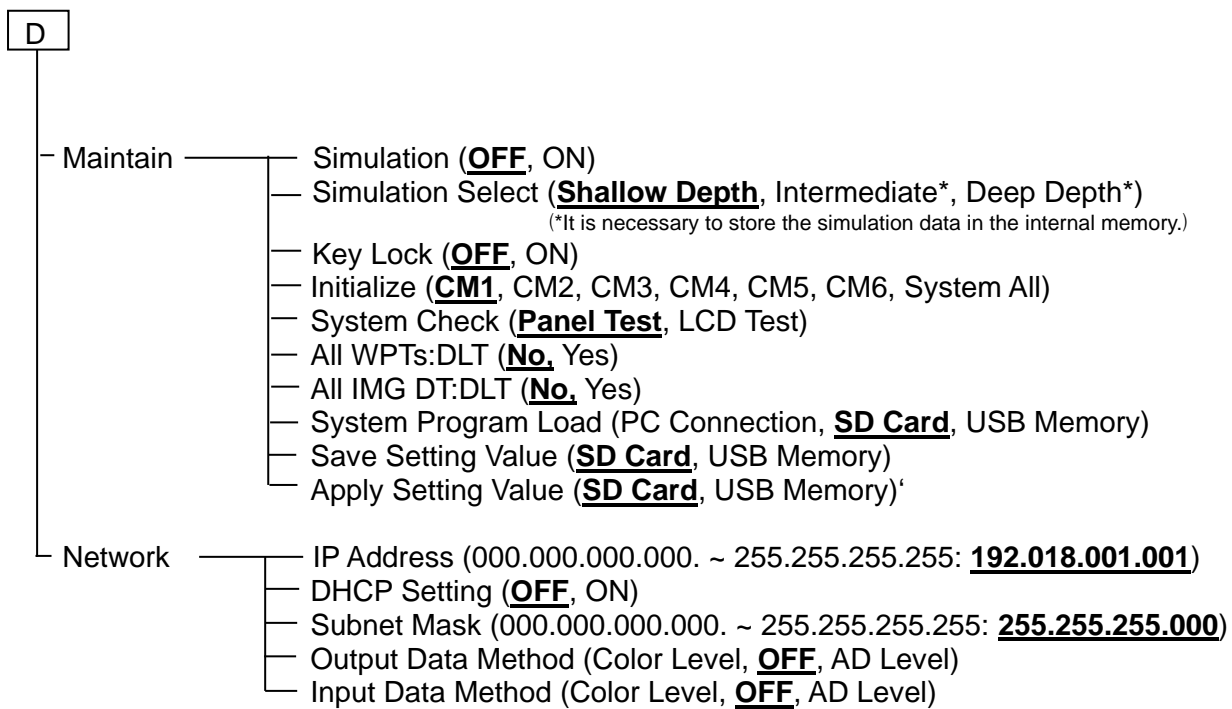 D
Maintain
Simulation (OFF, ON)
Simulation Select (Shallow Depth, Intermediate*, Deep Depth*)
(*It is necessary to store the simulation data in the internal memory.)
Key Lock (OFF, ON)
Initialize (CM1, CM2, CM3, CM4, CM5, CM6, System All)
System Check (Panel Test, LCD Test)
All WPTs:DLT (No, Yes)
All IMG DT:DLT (No, Yes)
System Program Load (PC Connection, SD Card, USB Memory)
Save Setting Value (SD Card, USB Memory)
Apply Setting Value (SD Card, USB Memory)‘
Network
IP Address (000.000.000.000. ~ 255.255.255.255: 192.018.001.001)
DHCP Setting (OFF, ON)
Subnet Mask (000.000.000.000. ~ 255.255.255.255: 255.255.255.000)
Output Data Method (Color Level, OFF, AD Level)
Input Data Method (Color Level, OFF, AD Level)